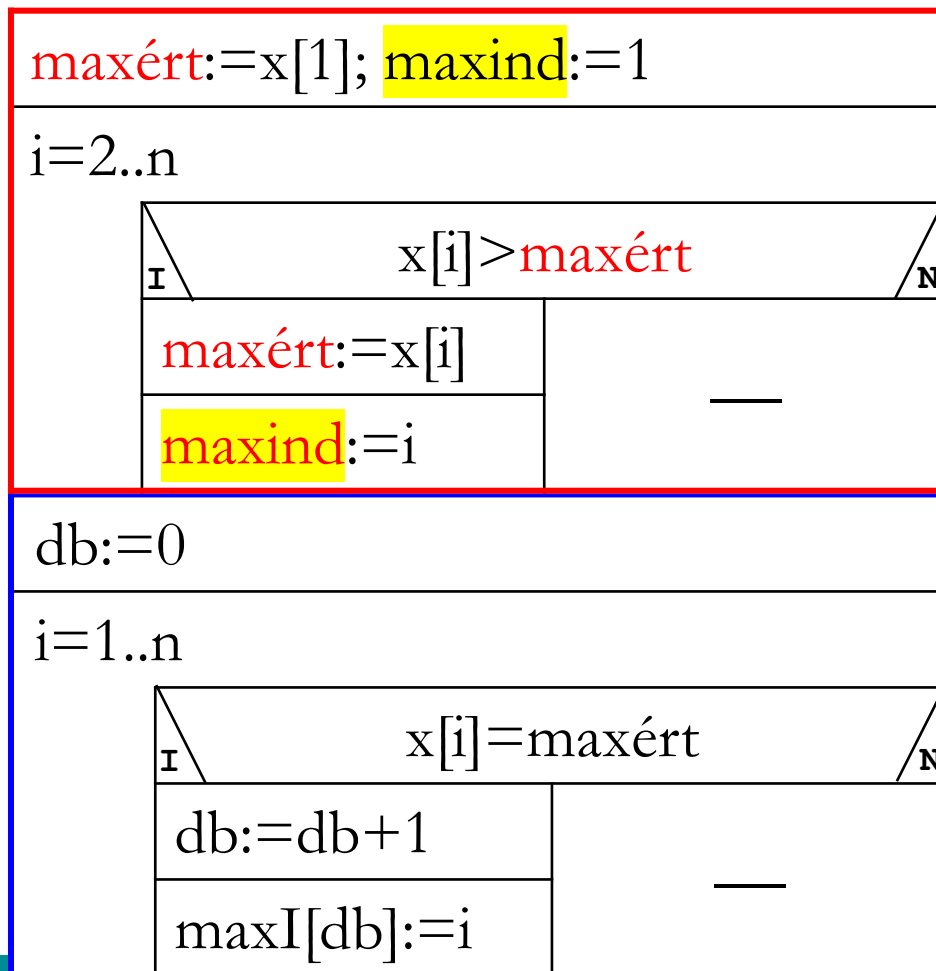 maxért:=x[1]; maxind:=1
i=2..n
x[i]>maxért
I
N
maxért:=x[i]
—
maxind:=i
db:=0
i=1..n
x[i]=maxért
I
N
db:=db+1
—
maxI[db]:=i